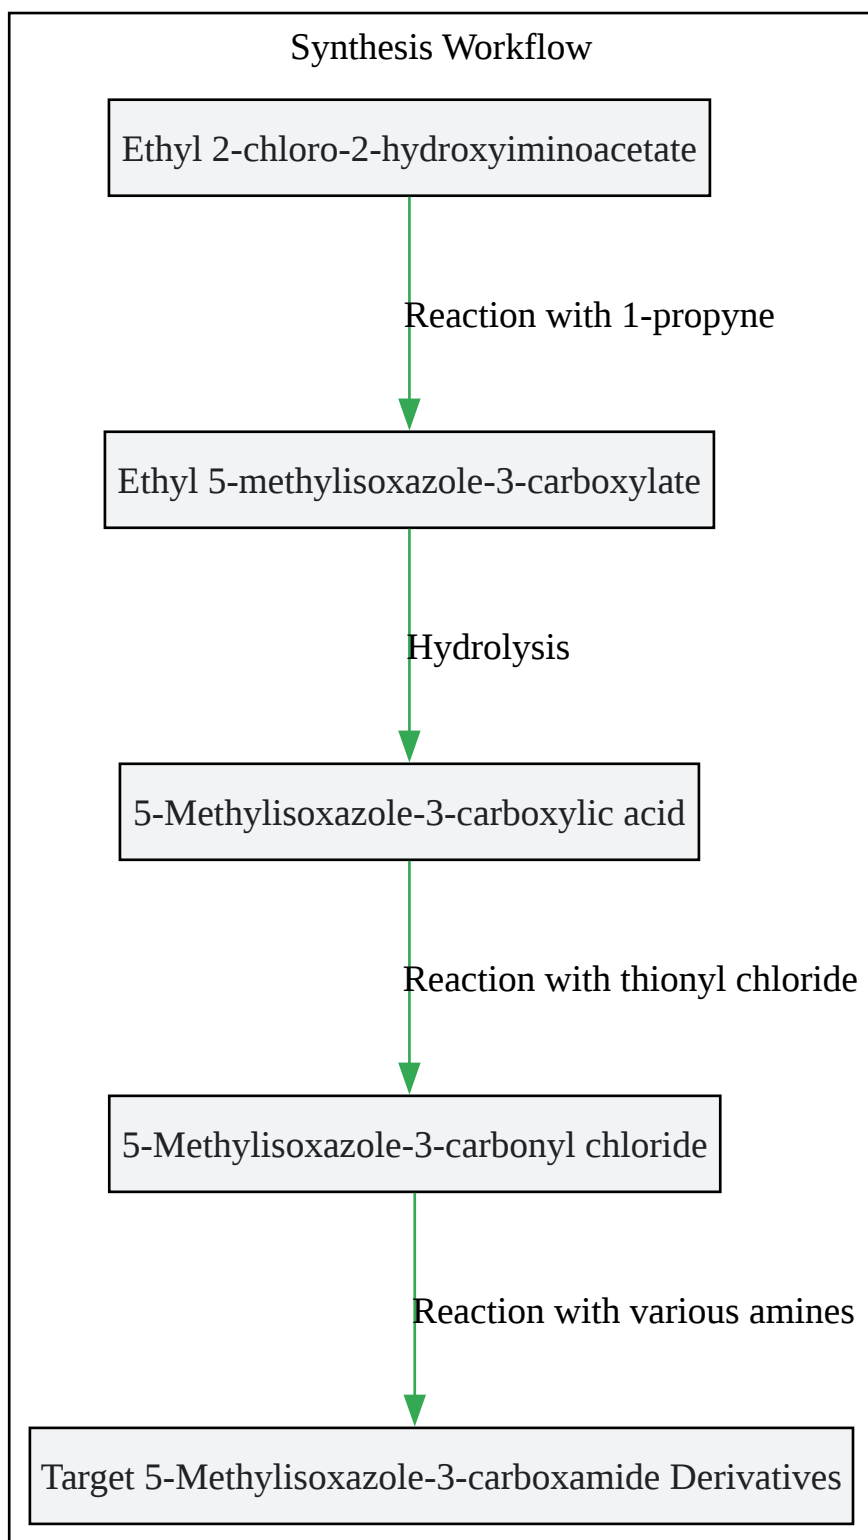 Synthesis Workflow
Ethyl 2-chloro-2-hydroxyiminoacetate
Reaction with 1-propyne
Ethyl 5-methylisoxazole-3-carboxylate
Hydrolysis
5-Methylisoxazole-3-carboxylic acid
Reaction with thionyl chloride
5-Methylisoxazole-3-carbonyl chloride
Reaction with various amines
Target 5-Methylisoxazole-3-carboxamide Derivatives